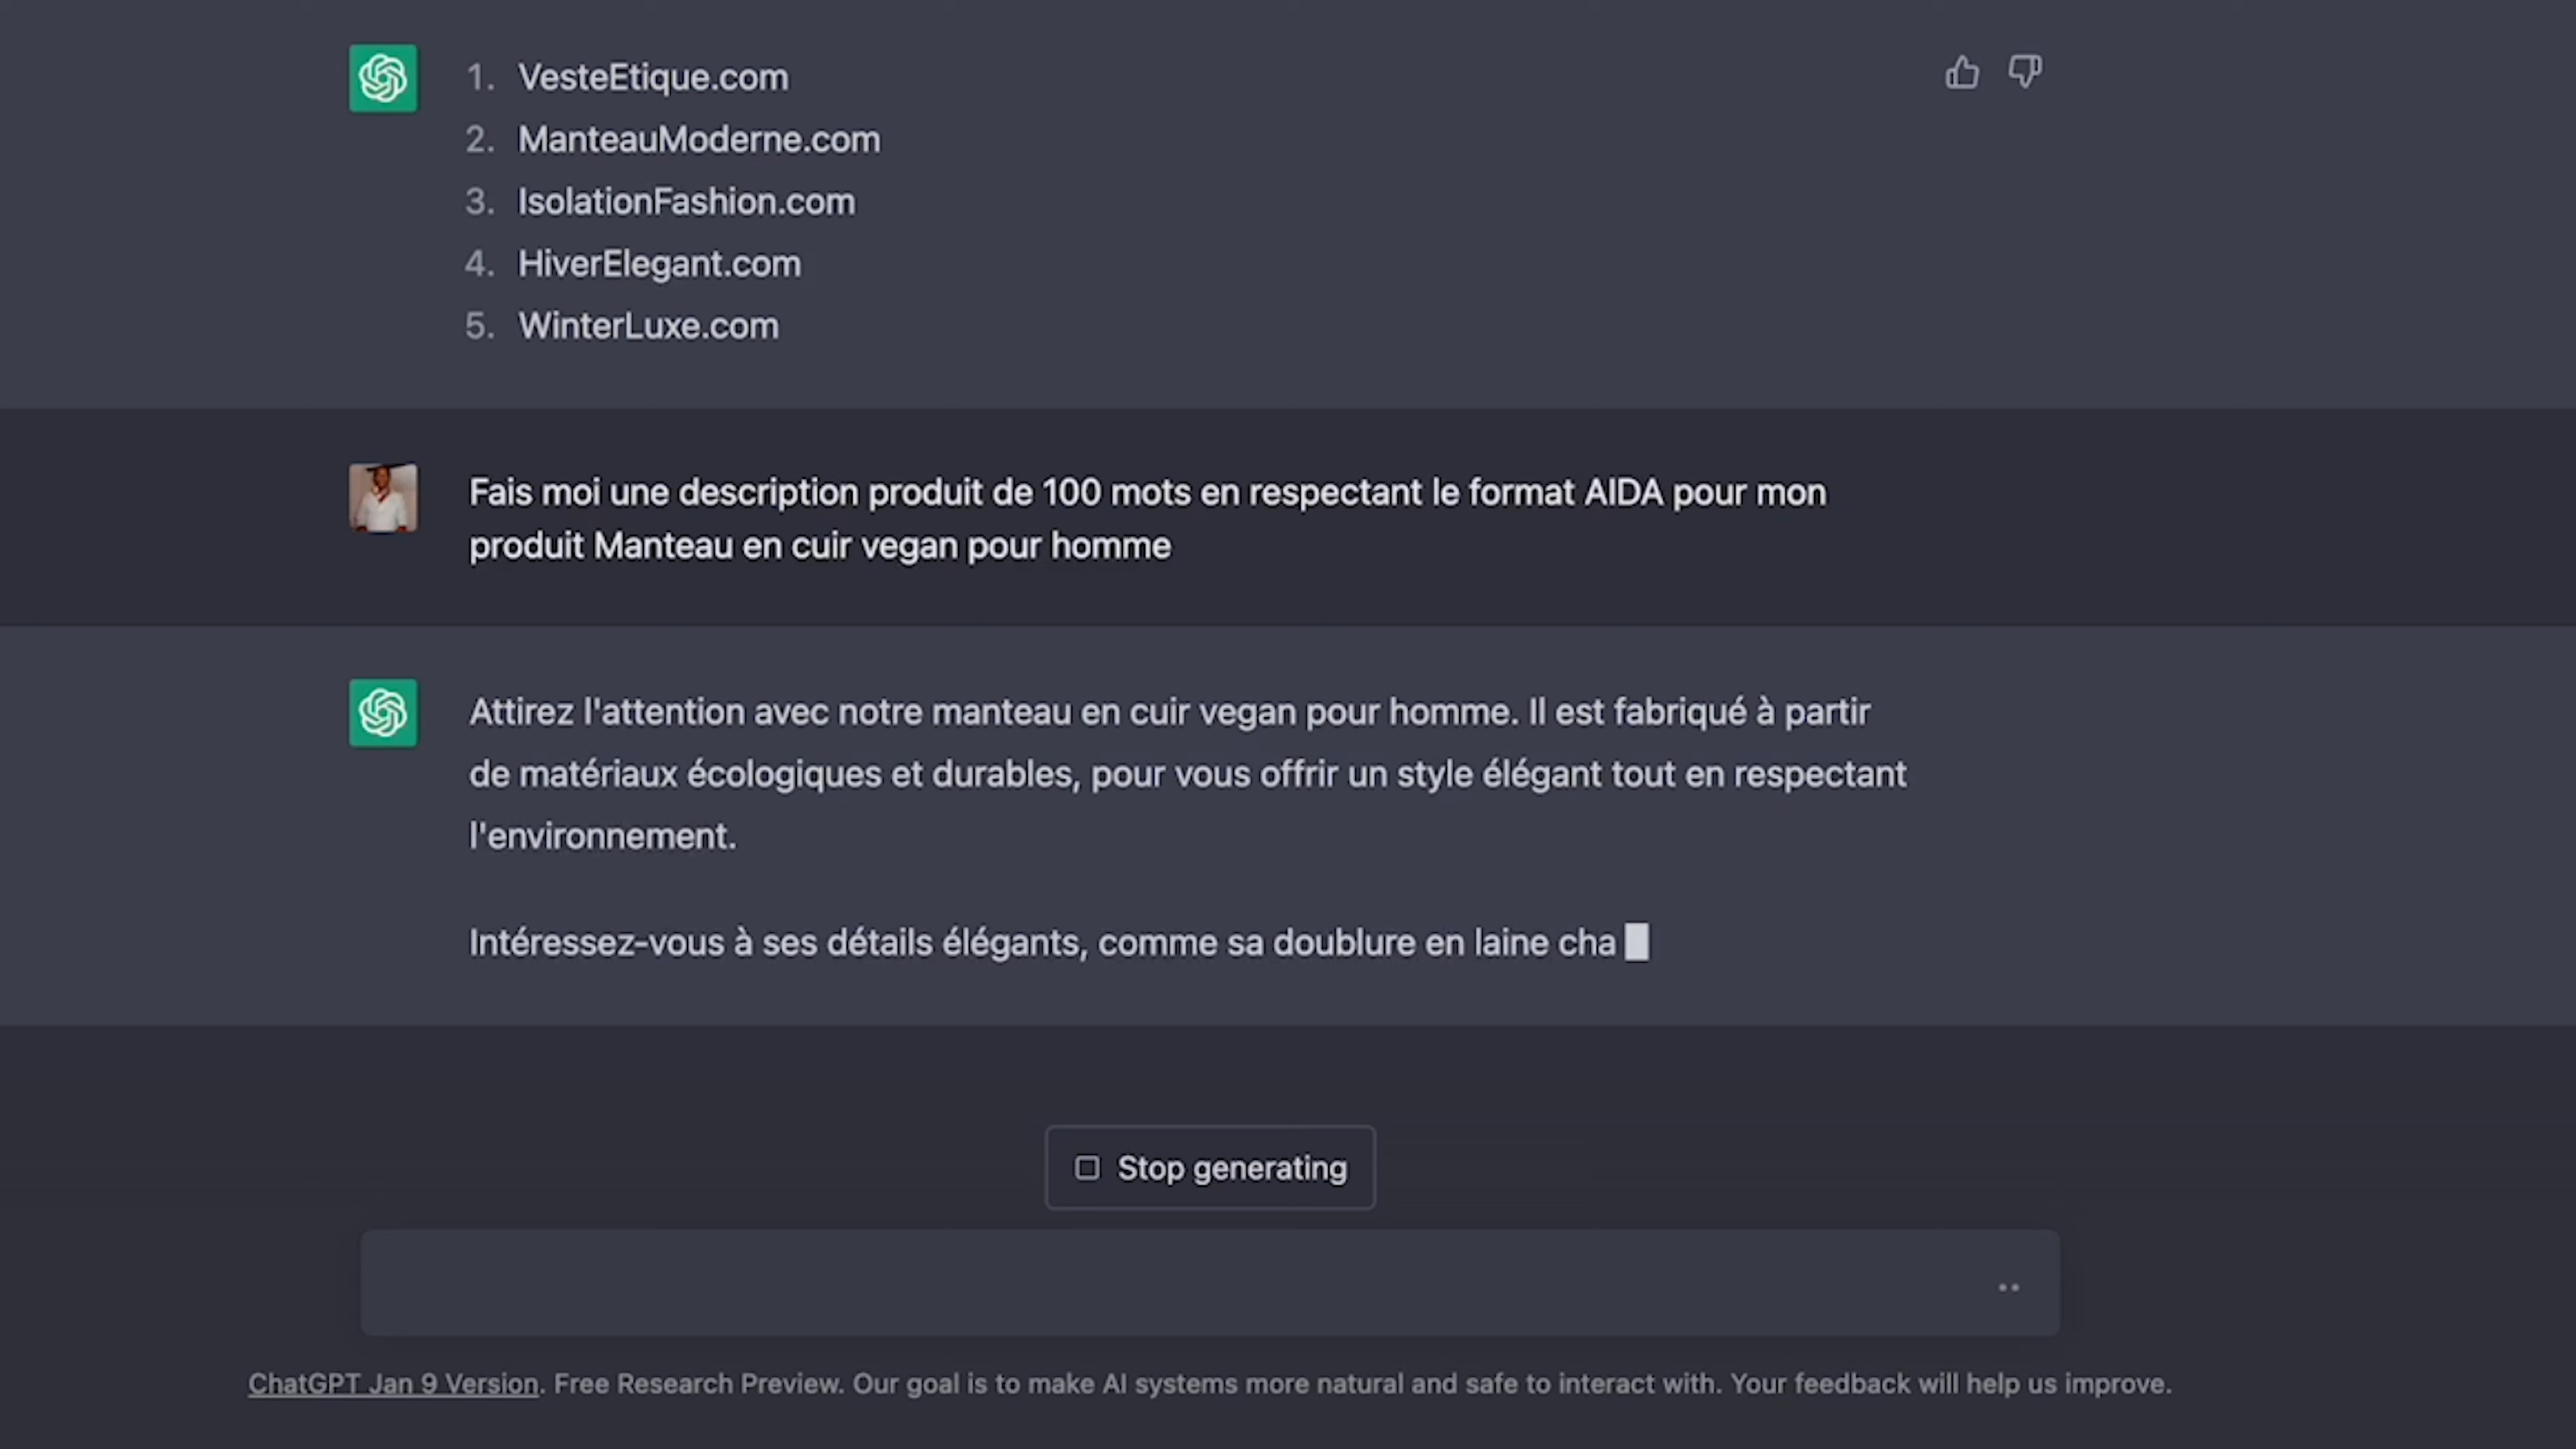 1. VesteEtique.com
2. ManteauModerne.com
3. IsolationFashion.com
4. HiverElegant.com
5. WinterLuxe.com
Fais moi une description produit de 100 mots en respectant le format AIDA pour mon
produit Manteau en cuir vegan pour homme
Attirez l'attention avec notre manteau en cuir vegan pour homme. Il est fabriqué à partir
de matériaux écologiques et durables, pour vous offrir un style élégant tout en respectant
l'environnement.
Intéressez-vous à ses détails élégants, comme sa doublure en laine cha
Stop generating
ChatGPT Jan 9 Version. Free Research Preview. Our goal is to make AI systems more natural and safe to interact with. Your feedback will help us improve.